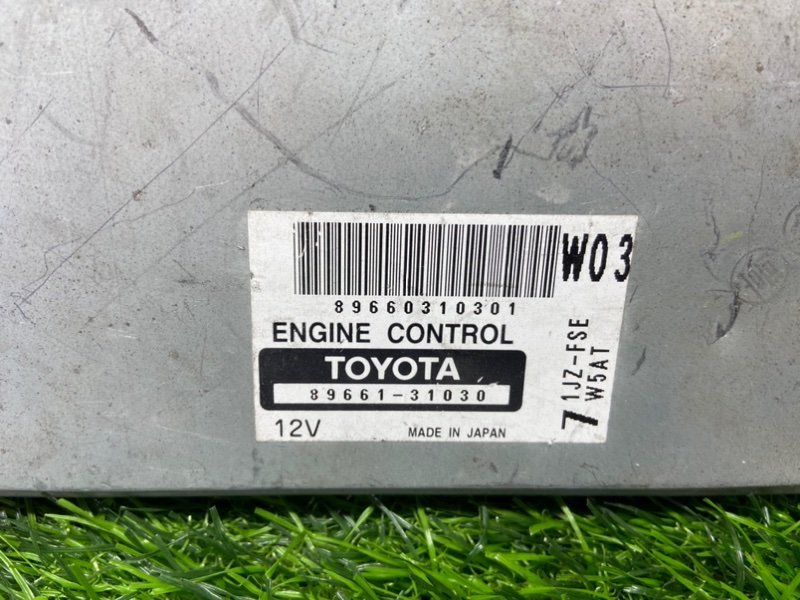 W03
89660310301
ENGINE CONTROL
TOYOTA
89661-31030
12V
MADE IN JAPAN
7
1JZ-FSE
W5AT